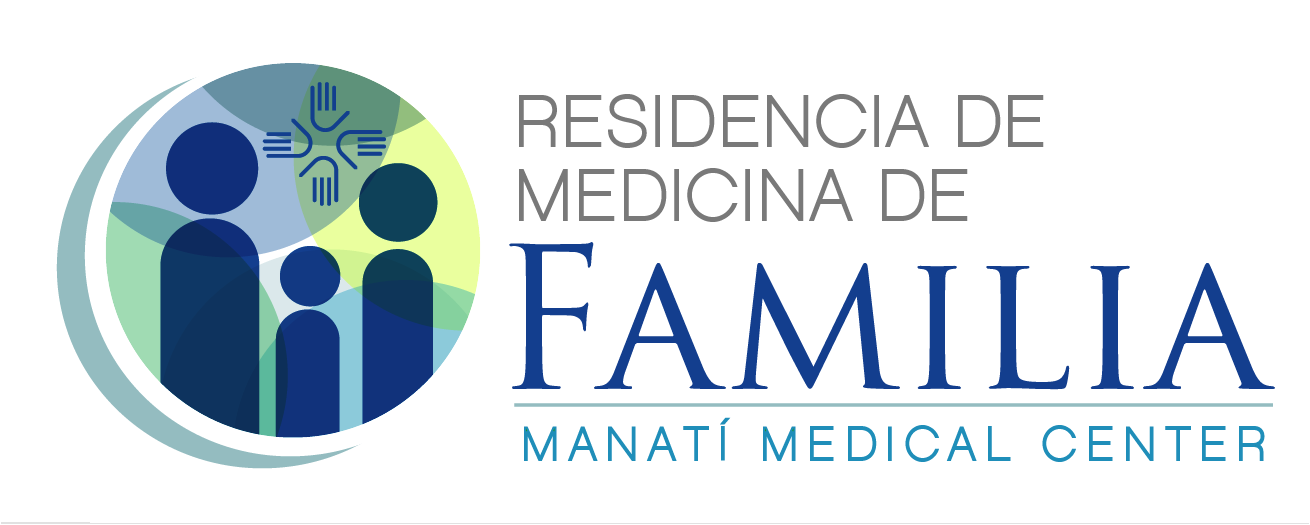 RESIDENCIA DE
MEDICINA DE
FAMILIA
MANATÍ MEDICAL CENTER